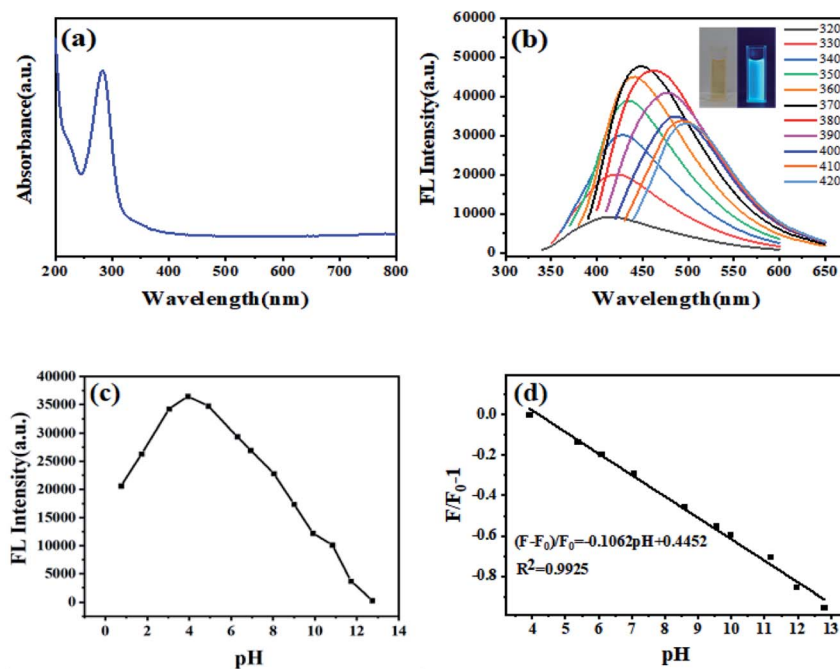 (a)
Absorbance(a.u.)
200 300 400 500 600 700 800
Wavelength(nm)
(b)
FL Intensity(a.u.)
60000
50000
40000
30000
20000
10000
0
300 350 400 450 500 550 600 650
Wavelength(nm)
320
330
340
350
360
370
380
390
400
410
420
(c)
FL Intensity(a.u.)
40000
35000
30000
25000
20000
15000
10000
5000
0
0 2 4 6 8 10 12 14
pH
(d)
F/F0-1
0.0
-0.2
-0.4
-0.6
-0.8
(F-F0)/F0=-0.1062pH+0.4452
R²=0.9925
4 5 6 7 8 9 10 11 12 13
pH